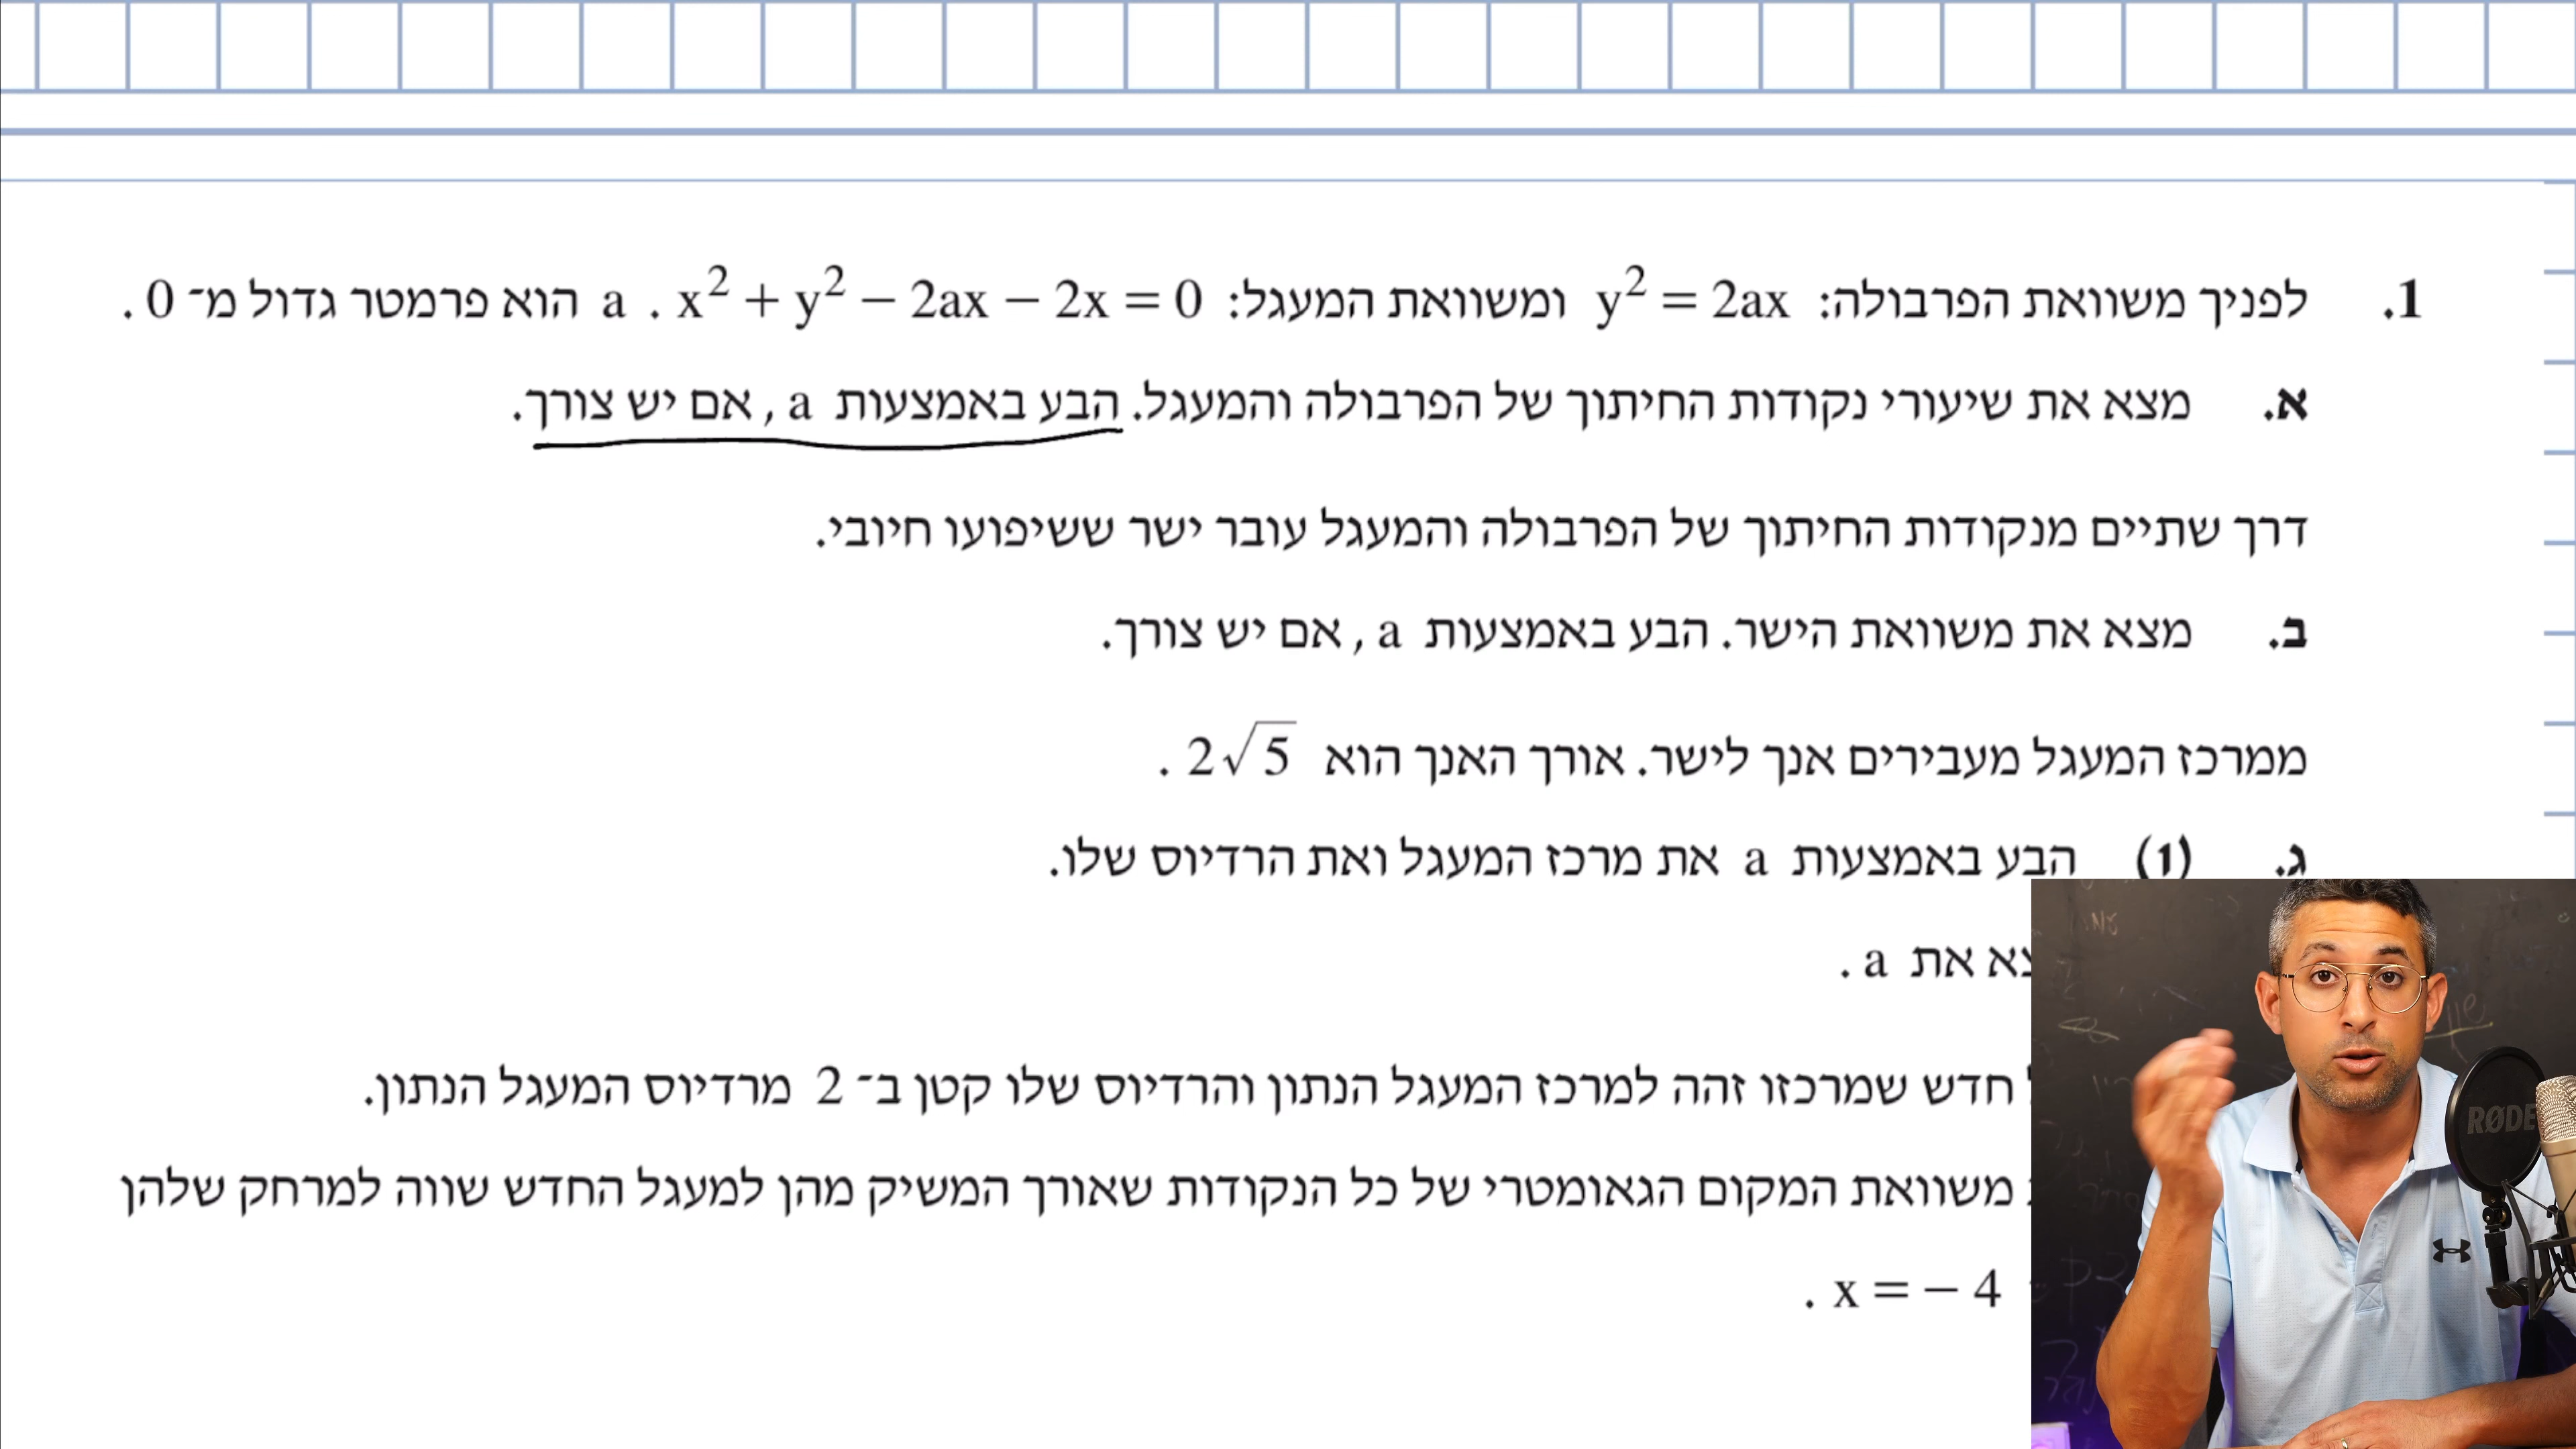 1. לפניך משוואת הפרבולה: y² = 2ax ומשוואת המעגל: x² + y² − 2ax − 2x = 0 . a הוא פרמטר גדול מ־ 0 .
א. מצא את שיעורי נקודות החיתוך של הפרבולה והמעגל. הבע באמצעות a , אם יש צורך.
דרך שתיים מנקודות החיתוך של הפרבולה והמעגל עובר ישר ששיפועו חיובי.
ב. מצא את משוואת הישר. הבע באמצעות a , אם יש צורך.
ממרכז המעגל מעבירים אנך לישר. אורך האנך הוא 2√5 .
ג. (1) הבע באמצעות a את מרכז המעגל ואת הרדיוס שלו.
את a .
חדש שמרכזו זהה למרכז המעגל הנתון והרדיוס שלו קטן ב־ 2 מרדיוס המעגל הנתון.
משוואת המקום הגאומטרי של כל הנקודות שאורך המשיק מהן למעגל החדש שווה למרחק שלהן
x = − 4 .
RØDE